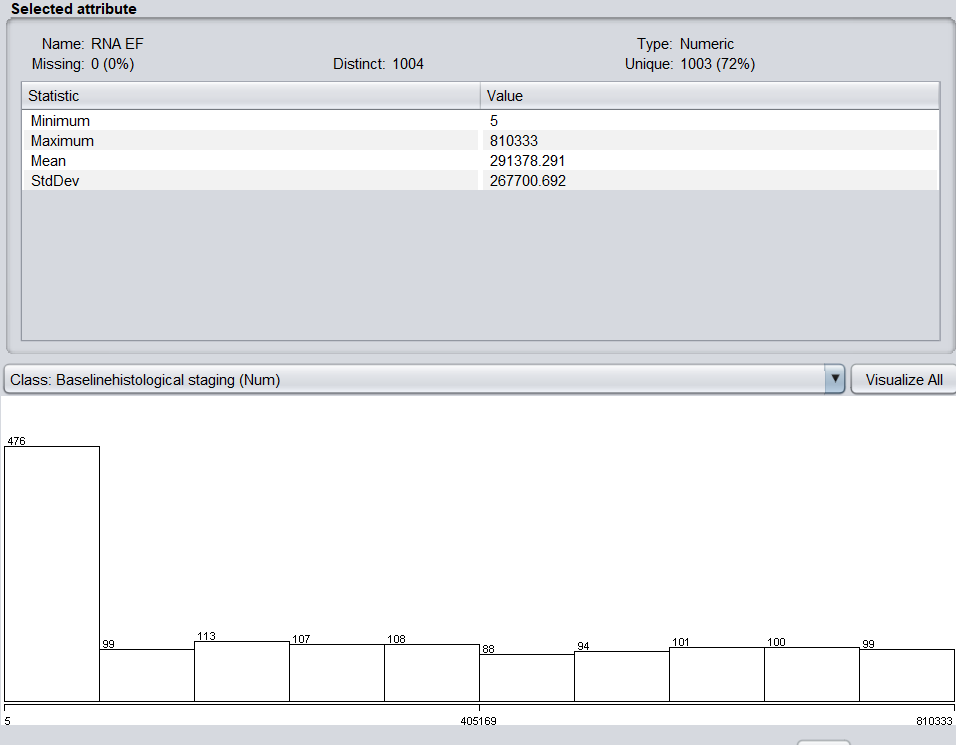 Selected attribute
Name: RNA EF Type: Numeric
Missing: 0 (0%) Distinct: 1004 Unique: 1003 (72%)
Statistic Value
Minimum 5
Maximum 810333
Mean 291378.291
StdDev 267700.692
Class: Baselinehistological staging (Num) Visualize All
476
99 113 107 108 88 94 101 100 99
5 405169 810333